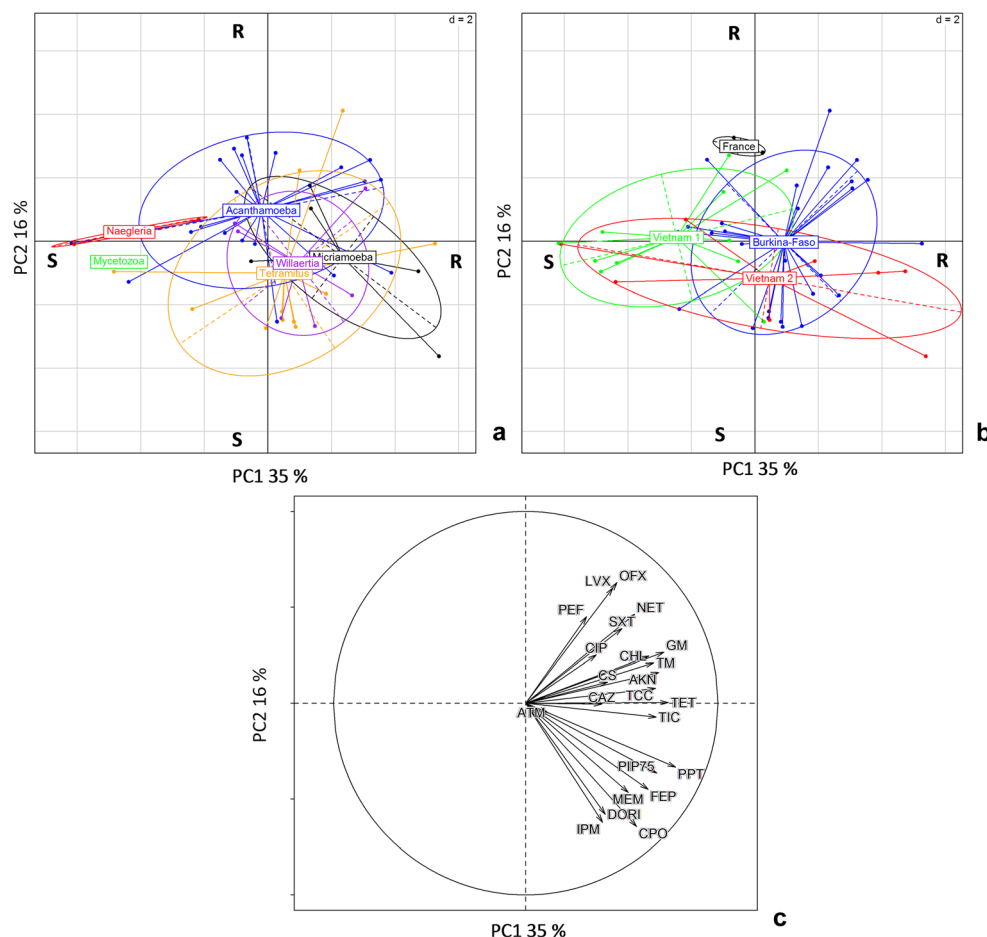 R
d = 2
Acanthamoeba
Naegleria
Mycetozoa
Willaertia
Micriamoeba
Tetramitus
S
R
S
PC2 16 %
PC1 35 %
a
R
d = 2
France
Vietnam 1
Burkina-Faso
Vietnam 2
S
R
S
PC2 16 %
PC1 35 %
b
LVX
OFX
PEF
NET
SXT
CIP
CHL
GM
TM
CS
AKN
CAZ
TCC
TET
ATM
TIC
PIP75
PPT
MEM
FEP
DORI
IPM
CPO
PC2 16 %
PC1 35 %
c